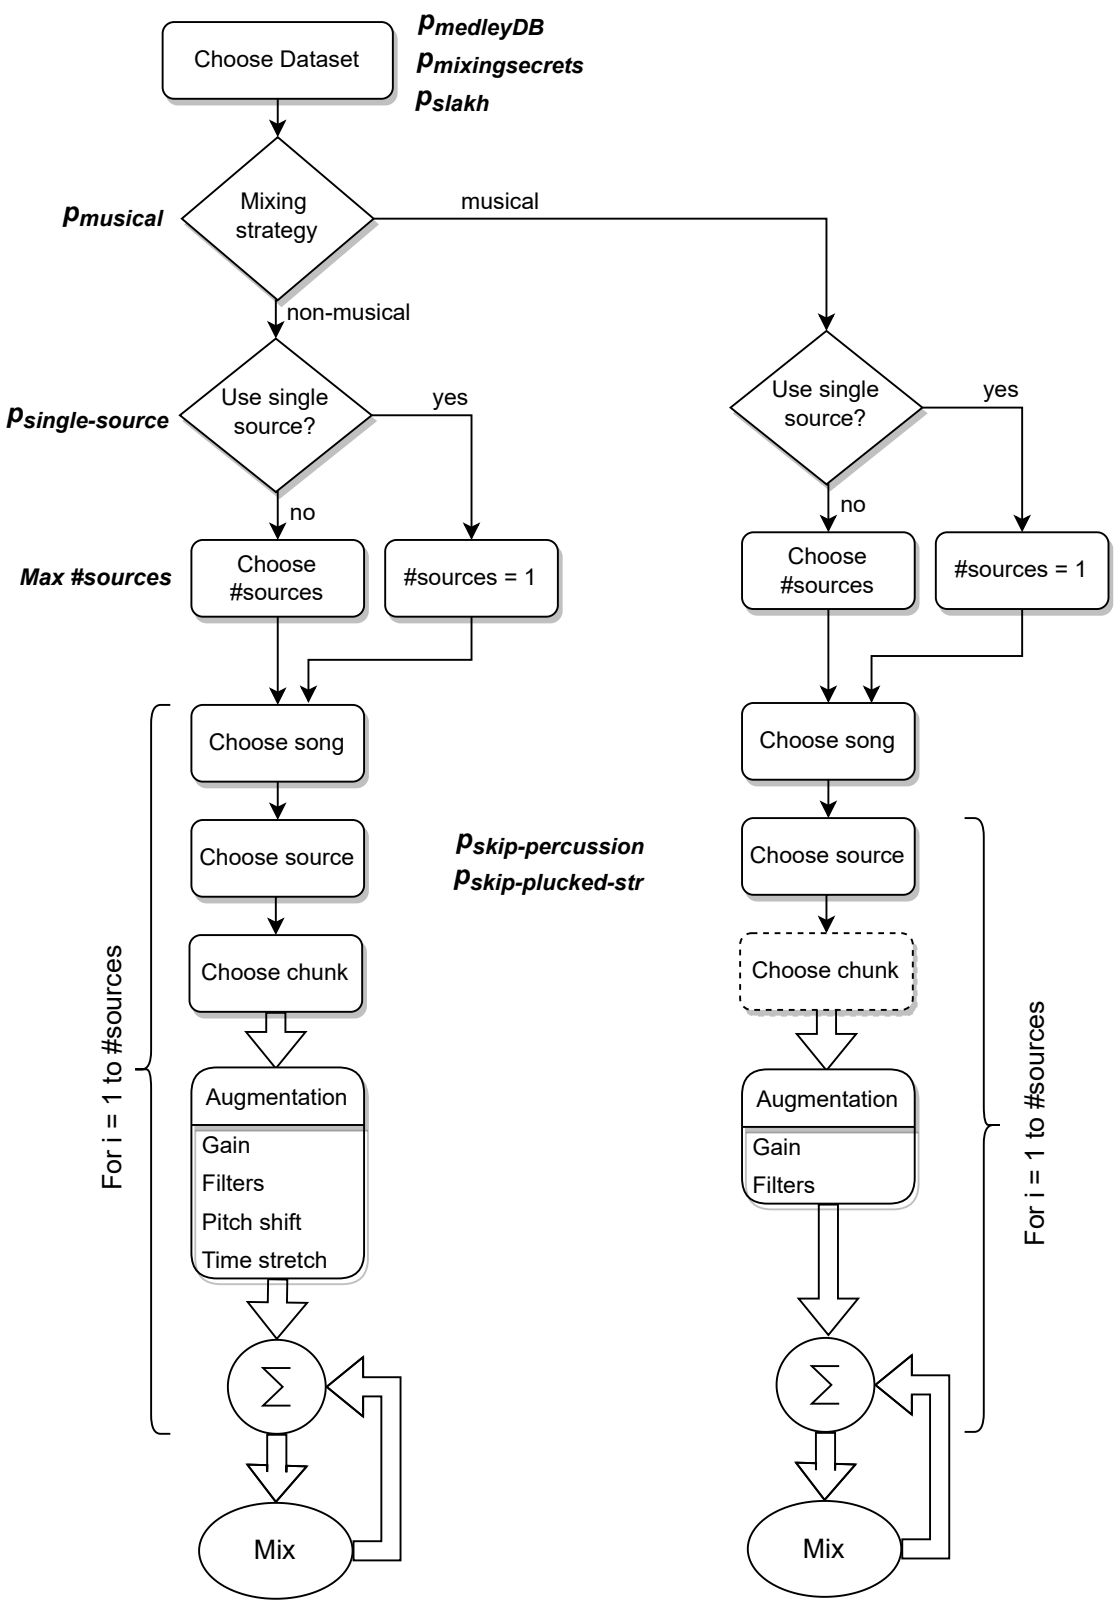 Choose Dataset
pmedleyDB
pmixingsecrets
pslakh
pmusical
Mixing
strategy
musical
non-musical
psingle-source
Use single
source?
yes
no
Use single
source?
yes
no
Max #sources
Choose
#sources
#sources = 1
Choose
#sources
#sources = 1
Choose song
Choose song
Choose source
pskip-percussion
pskip-plucked-str
Choose source
Choose chunk
Choose chunk
For i = 1 to #sources
Augmentation
Gain
Filters
Pitch shift
Time stretch
Augmentation
Gain
Filters
For i = 1 to #sources
Σ
Σ
Mix
Mix